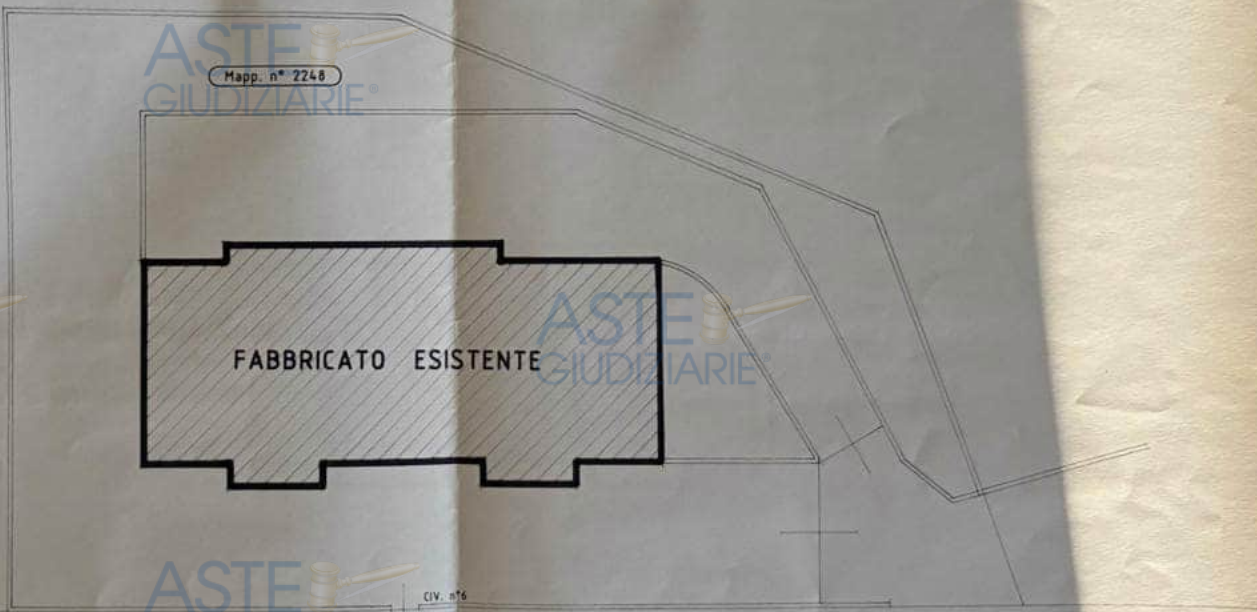 ASTE
GIUDIZIARIE®
Mapp. n° 2248
FABBRICATO ESISTENTE
ASTE
GIUDIZIARIE®
ASTE
CIV. n°6